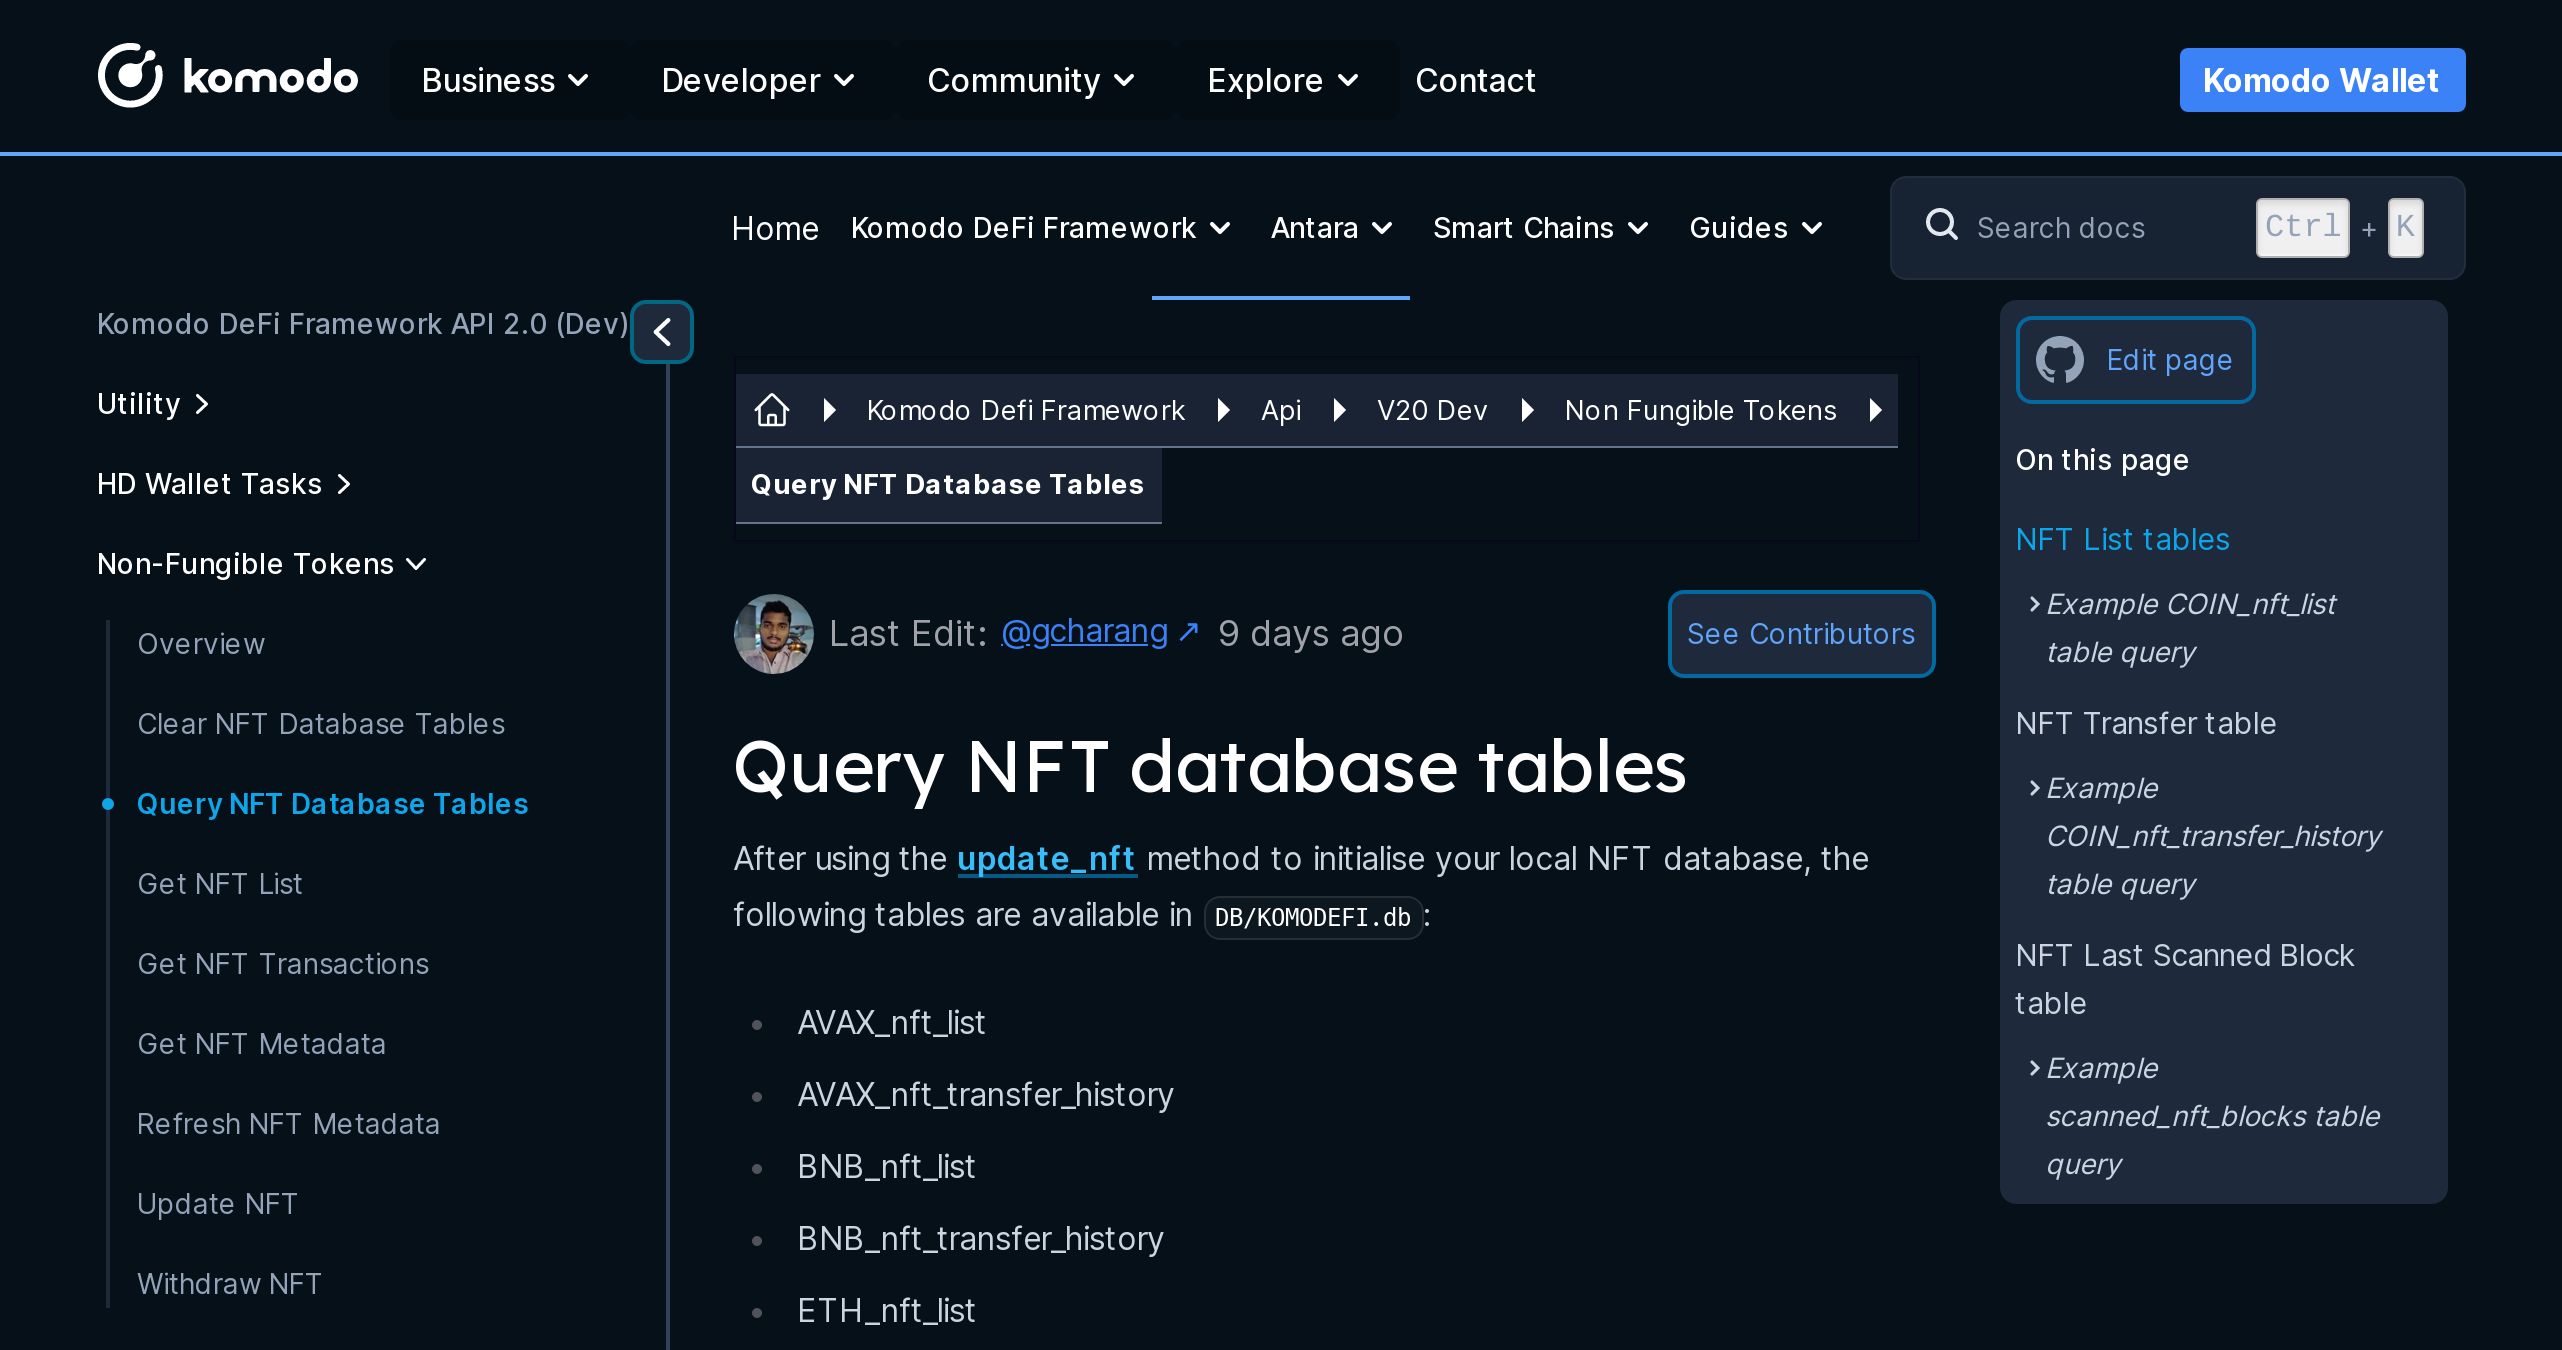 komodo
Business
Developer
Community
Explore
Contact
Komodo Wallet
Home
Komodo DeFi Framework
Antara
Smart Chains
Guides
Search docs
Ctrl + K
Komodo DeFi Framework API 2.0 (Dev)
Utility
HD Wallet Tasks
Non-Fungible Tokens
Overview
Clear NFT Database Tables
Query NFT Database Tables
Get NFT List
Get NFT Transactions
Get NFT Metadata
Refresh NFT Metadata
Update NFT
Withdraw NFT
Komodo Defi Framework
Api
V20 Dev
Non Fungible Tokens
Query NFT Database Tables
Last Edit: @gcharang ↗ 9 days ago
See Contributors
Query NFT database tables
After using the update_nft method to initialise your local NFT database, the
following tables are available in DB/KOMODEFI.db:
AVAX_nft_list
AVAX_nft_transfer_history
BNB_nft_list
BNB_nft_transfer_history
ETH_nft_list
Edit page
On this page
NFT List tables
Example COIN_nft_list
table query
NFT Transfer table
Example
COIN_nft_transfer_history
table query
NFT Last Scanned Block
table
Example
scanned_nft_blocks table
query